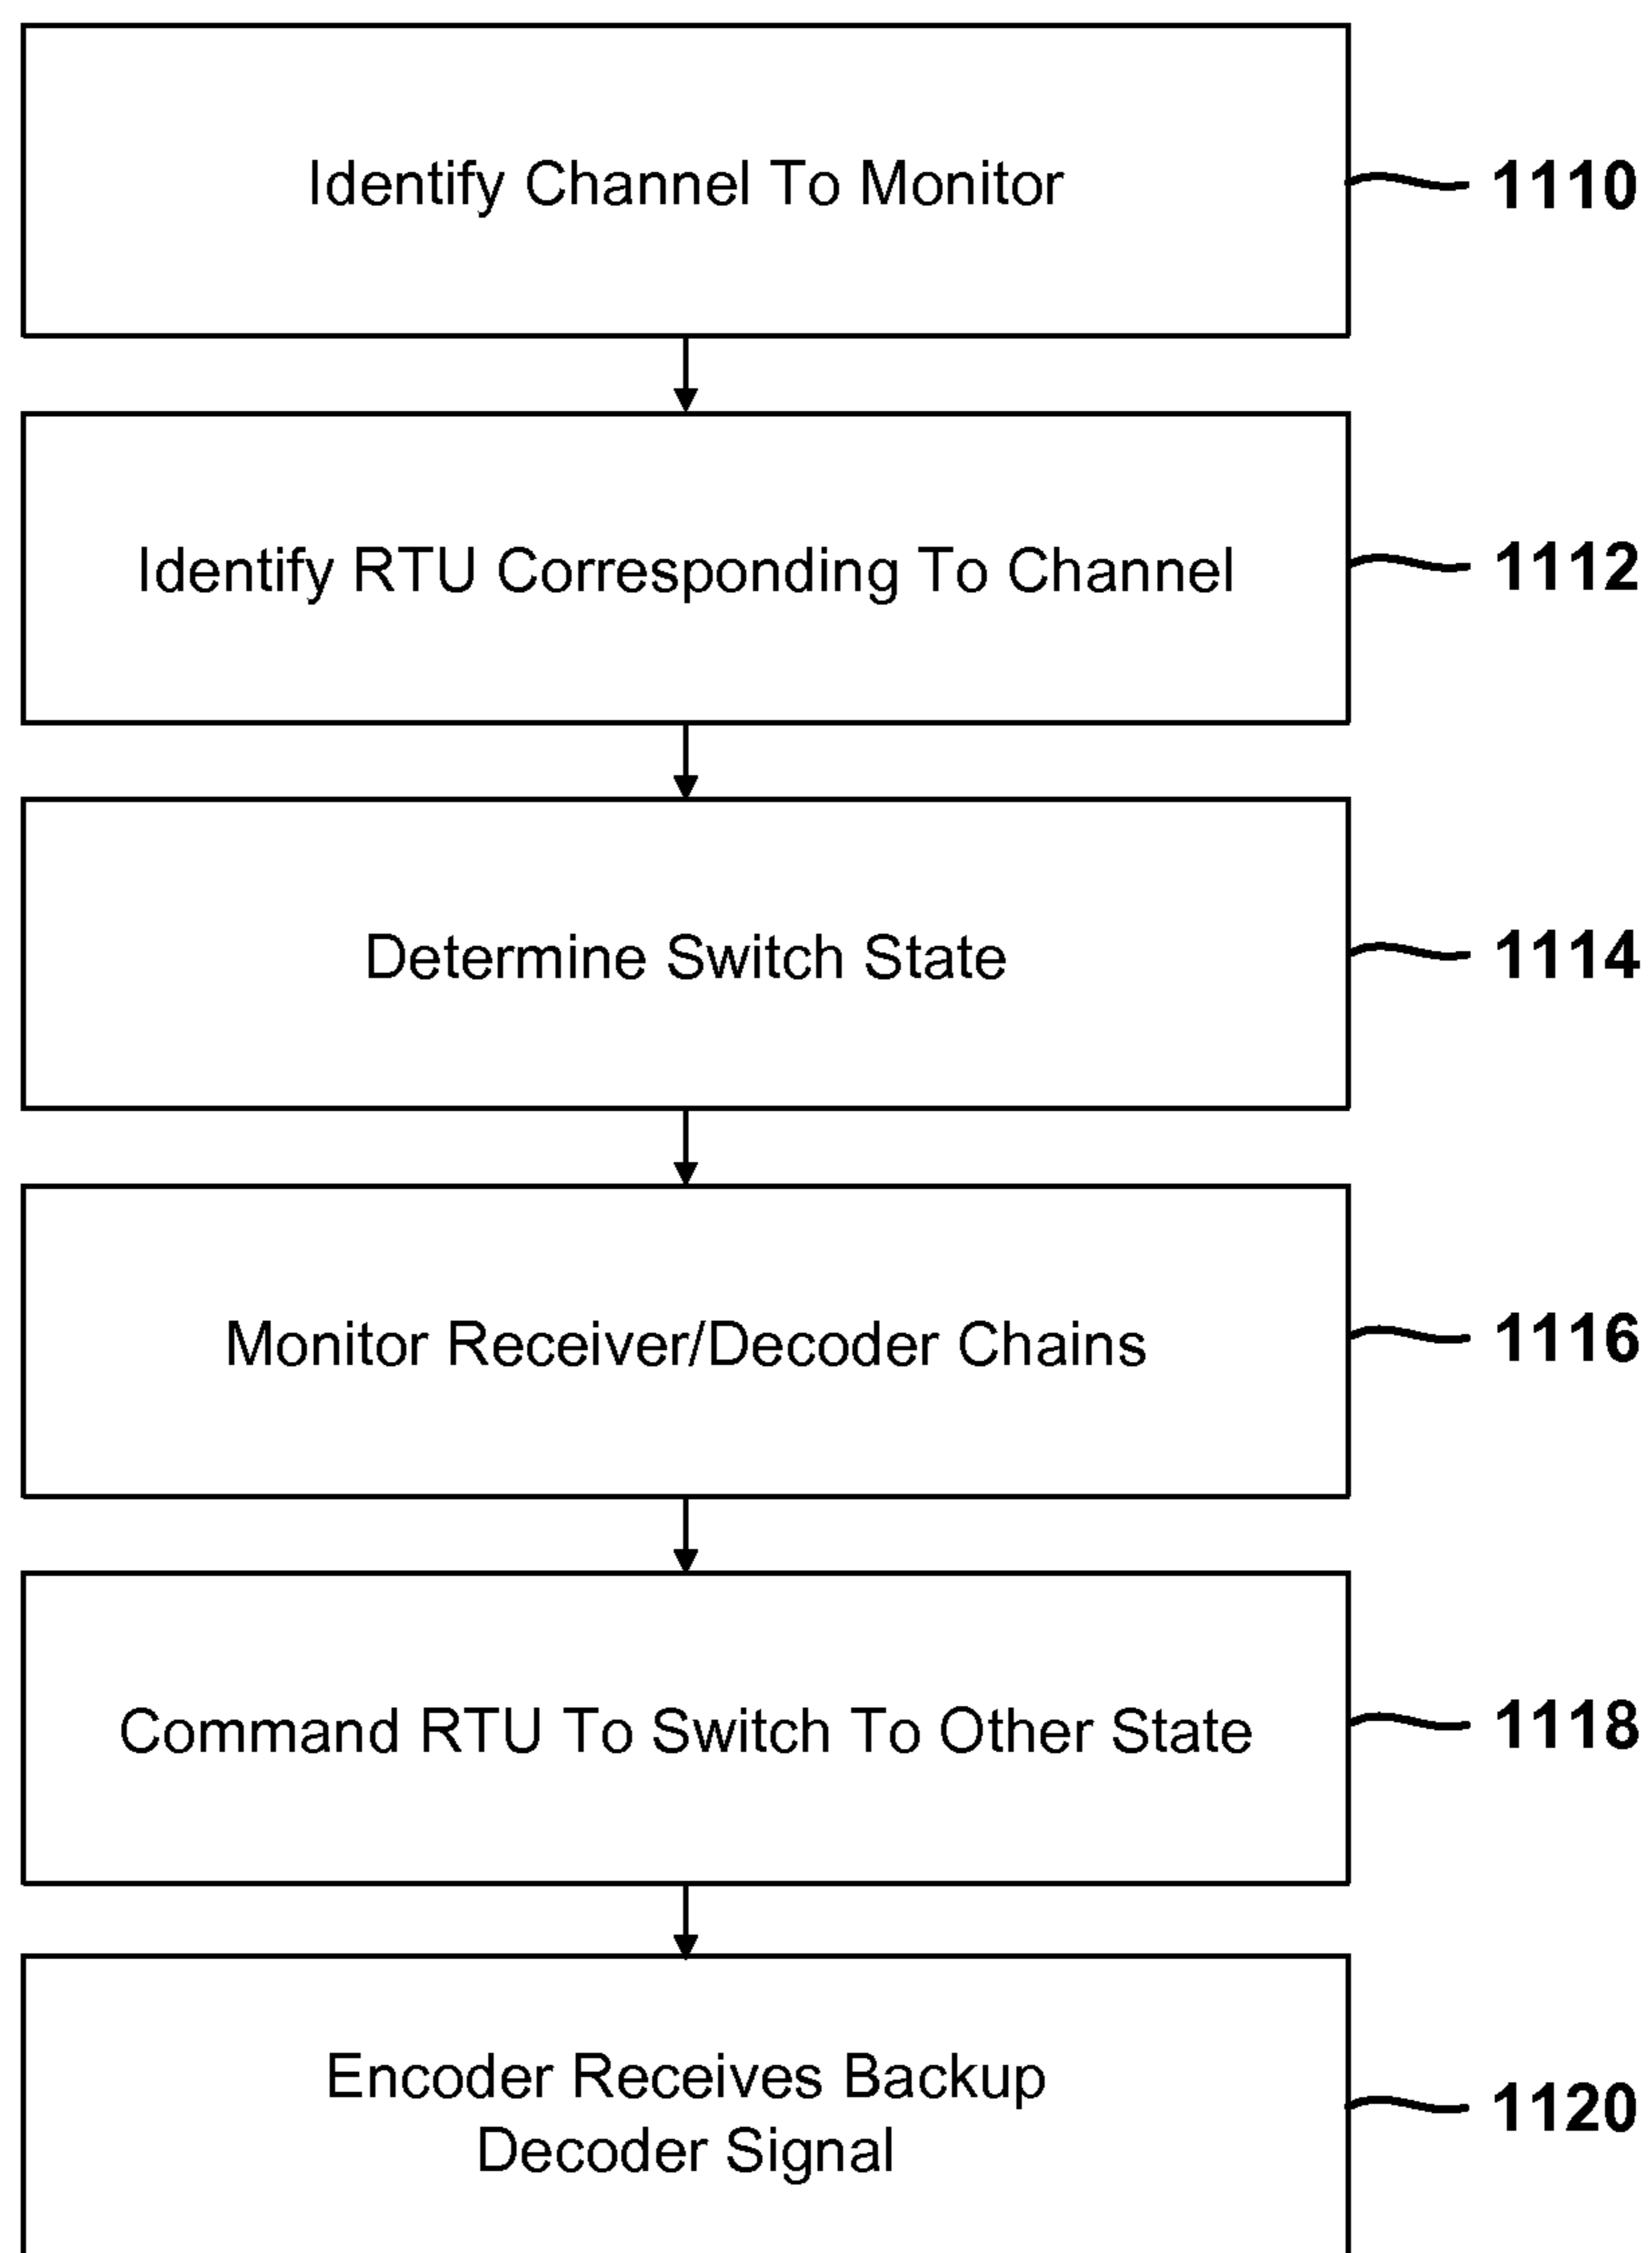 Identify Channel To Monitor
1110
Identify RTU Corresponding To Channel
1112
Determine Switch State
1114
Monitor Receiver/Decoder Chains
1116
Command RTU To Switch To Other State
1118
Encoder Receives Backup
Decoder Signal
1120